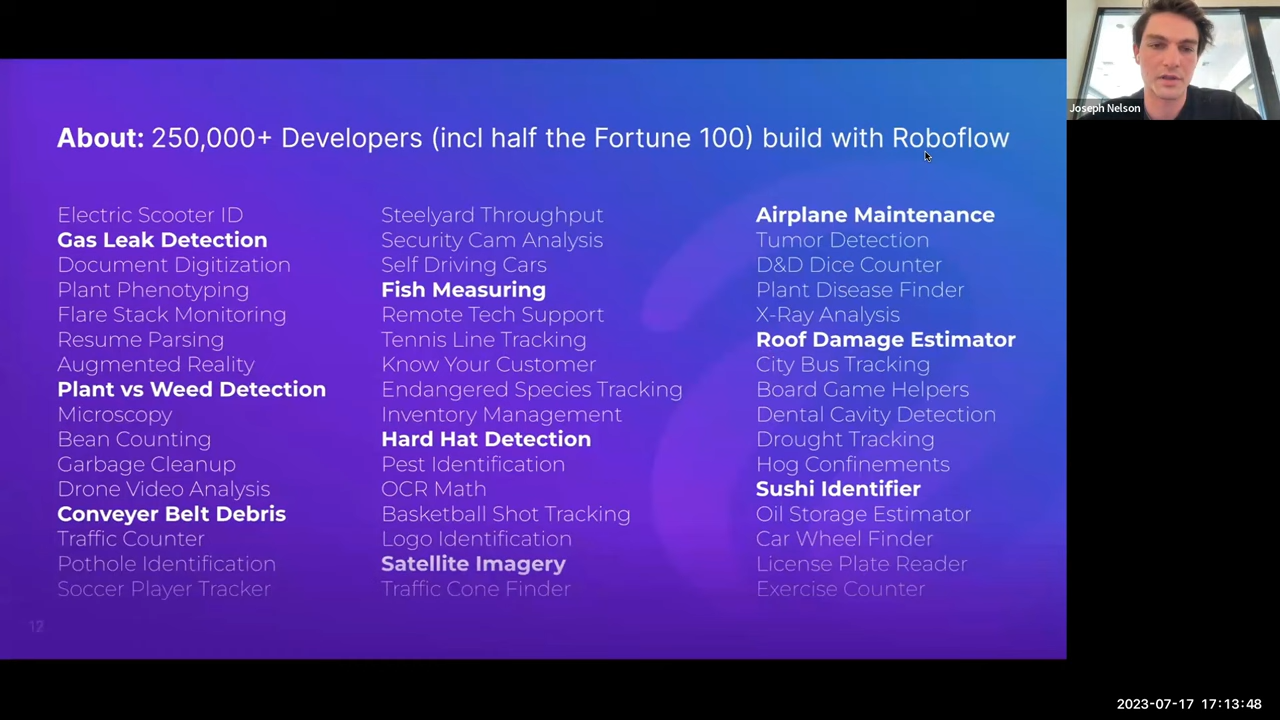 About: 250,000+ Developers (incl half the Fortune 100) build with Roboflow
Electric Scooter ID
Gas Leak Detection
Document Digitization
Plant Phenotyping
Flare Stack Monitoring
Resume Parsing
Augmented Reality
Plant vs Weed Detection
Microscopy
Bean Counting
Garbage Cleanup
Drone Video Analysis
Conveyer Belt Debris
Traffic Counter
Pothole Identification
Soccer Player Tracker
Steelyard Throughput
Security Cam Analysis
Self Driving Cars
Fish Measuring
Remote Tech Support
Tennis Line Tracking
Know Your Customer
Endangered Species Tracking
Inventory Management
Hard Hat Detection
Pest Identification
OCR Math
Basketball Shot Tracking
Logo Identification
Satellite Imagery
Traffic Cone Finder
Airplane Maintenance
Tumor Detection
D&D Dice Counter
Plant Disease Finder
X-Ray Analysis
Roof Damage Estimator
City Bus Tracking
Board Game Helpers
Dental Cavity Detection
Drought Tracking
Hog Confinements
Sushi Identifier
Oil Storage Estimator
Car Wheel Finder
License Plate Reader
Exercise Counter
12
Joseph Nelson
2023-07-17 17:13:48